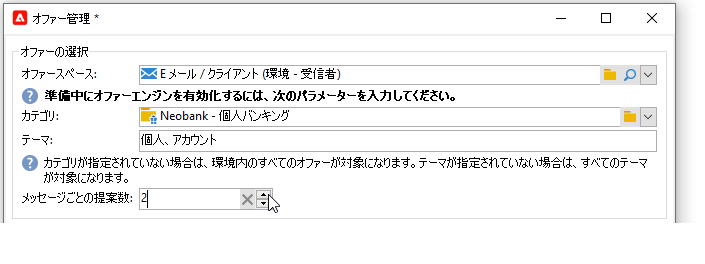 オファー管理 *
オファーの選択
オファースペース: Eメール / クライアント (環境 - 受信者)
準備中にオファーエンジンを有効化するには、次のパラメーターを入力してください。
カテゴリ: Neobank - 個人バンキング
テーマ: 個人、アカウント
カテゴリが指定されていない場合は、環境内のすべてのオファーが対象になります。テーマが指定されていない場合は、すべてのテーマ
が対象になります。
メッセージごとの提案数: 2